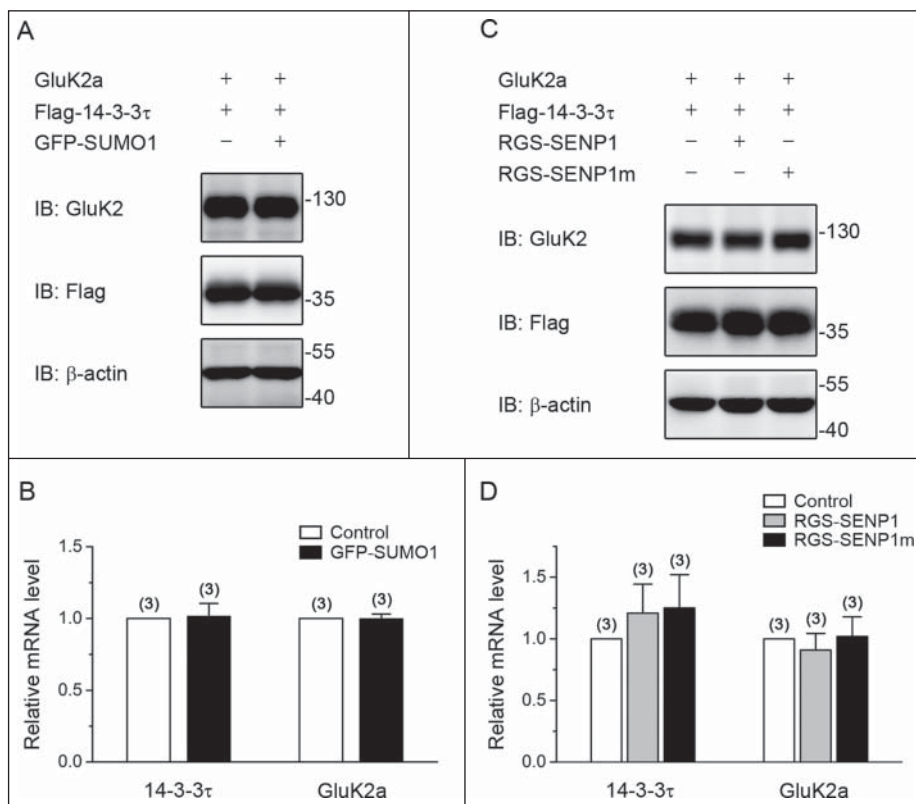 A
GluK2a + +
Flag-14-3-3τ + +
GFP-SUMO1 − +
IB: GluK2 -130
IB: Flag -35
IB: β-actin -55
-40
C
GluK2a + + +
Flag-14-3-3τ + + +
RGS-SENP1 − + −
RGS-SENP1m − − +
IB: GluK2 -130
IB: Flag -35
IB: β-actin -55
-40
B
Control
GFP-SUMO1
Relative mRNA level
1.5
1.0
0.5
0.0
(3) (3) (3) (3)
14-3-3τ GluK2a
D
Control
RGS-SENP1
RGS-SENP1m
Relative mRNA level
1.5
1.0
0.5
0.0
(3) (3) (3) (3) (3) (3)
14-3-3τ GluK2a